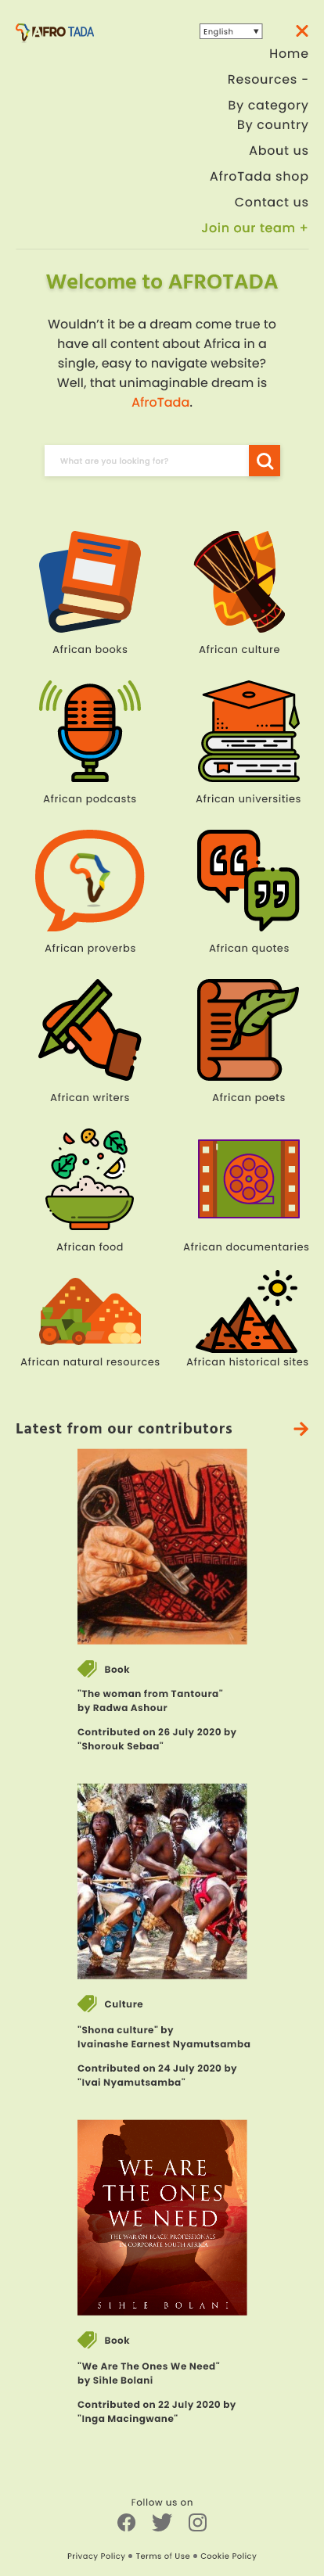 AFRO TADA
English ▼
Home
Resources -
By category
By country
About us
AfroTada shop
Contact us
Join our team +
Welcome to AFROTADA
Wouldn't it be a dream come true to
have all content about Africa in a
single, easy to navigate website?
Well, that unimaginable dream is
AfroTada.
What are you looking for?
African books
African culture
African podcasts
African universities
African proverbs
African quotes
African writers
African poets
African food
African documentaries
African natural resources
African historical sites
Latest from our contributors
Book
"The woman from Tantoura"
by Radwa Ashour
Contributed on 26 July 2020 by
"Shorouk Sebaa"
Culture
"Shona culture" by
Ivainashe Earnest Nyamutsamba
Contributed on 24 July 2020 by
"Ivai Nyamutsamba"
WE ARE
THE ONES
WE NEED
THE WAR ON BLACK PROFESSIONALS
IN CORPORATE SOUTH AFRICA
SIHLE BOLANI
Book
"We Are The Ones We Need"
by Sihle Bolani
Contributed on 22 July 2020 by
"Inga Macingwane"
Follow us on
Privacy Policy ● Terms of Use ● Cookie Policy